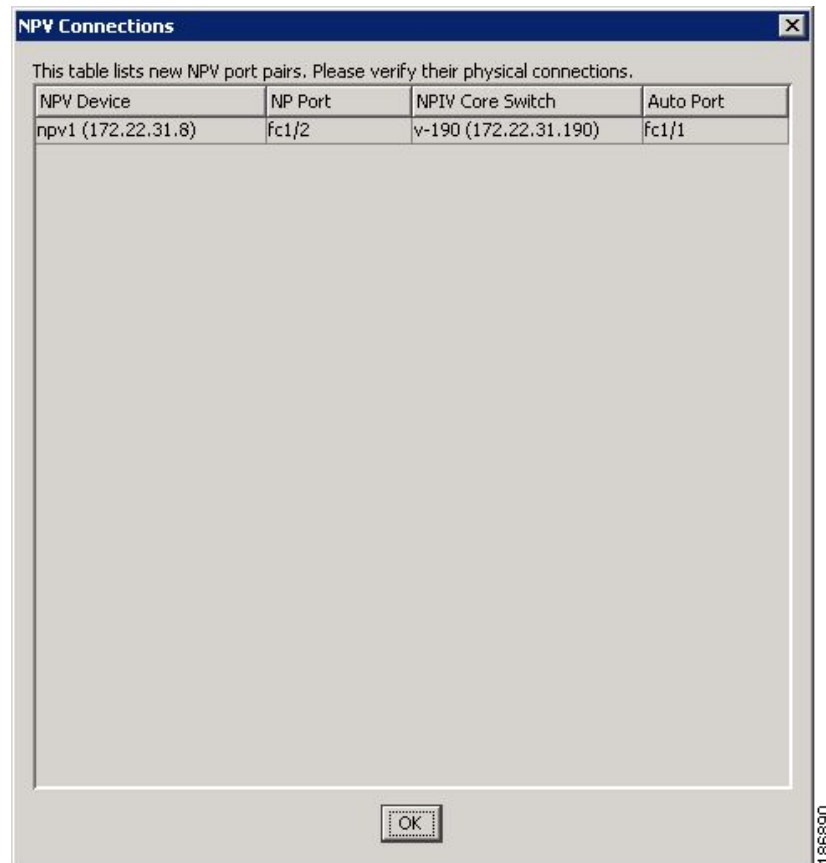 NPV Connections
This table lists new NPV port pairs. Please verify their physical connections.
NPV Device NP Port NPIV Core Switch Auto Port
npv1 (172.22.31.8) fc1/2 v-190 (172.22.31.190) fc1/1
OK
186890